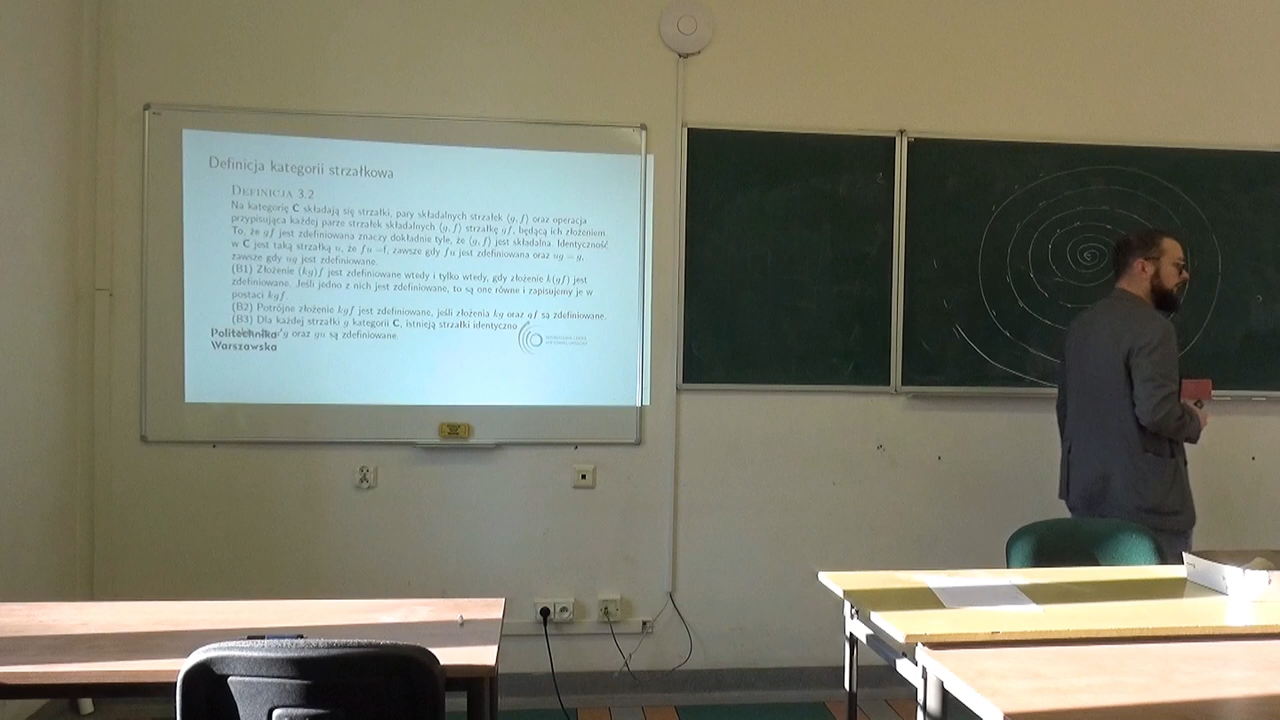 Definicja kategorii strzałkowa
Definicja 3.2
Na kategorię C składają się strzałki, pary składalnych strzałek (g, f) oraz operacja
przypisująca każdej parze strzałek składalnych (g, f) strzałkę gf, będącą ich złożeniem.
To, że gf jest zdefiniowana znaczy dokładnie tyle, że (g, f) jest składalna. Identyczność
w C jest taką strzałką u, że fu =f, zawsze gdy fu jest zdefiniowana oraz ug = g,
zawsze gdy ug jest zdefiniowane.
(B1) Złożenie (kg)f jest zdefiniowane wtedy i tylko wtedy, gdy złożenie k(gf) jest
zdefiniowane. Jeśli jedno z nich jest zdefiniowane, to są one równe i zapisujemy je w
postaci kgf.
(B2) Potrójne złożenie kgf jest zdefiniowane, jeśli złożenia kg oraz gf są zdefiniowane.
(B3) Dla każdej strzałki g kategorii C, istnieją strzałki identyczno
u'g oraz gu są zdefiniowane.
Politechnika
Warszawska